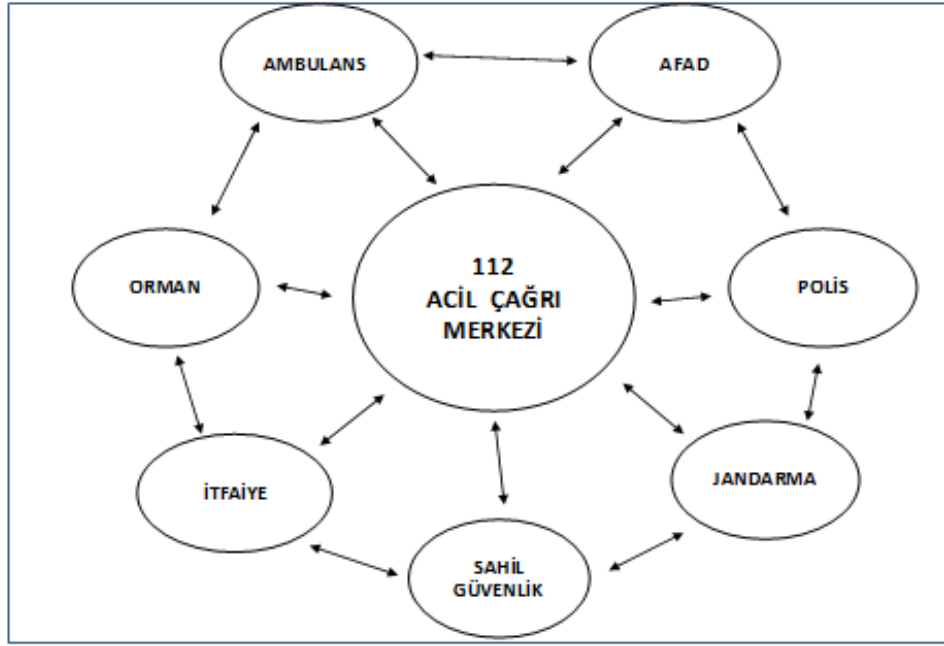 AMBULANS
AFAD
112
ACİL ÇAĞRI
MERKEZİ
ORMAN
POLİS
İTFAİYE
JANDARMA
SAHİL
GÜVENLİK